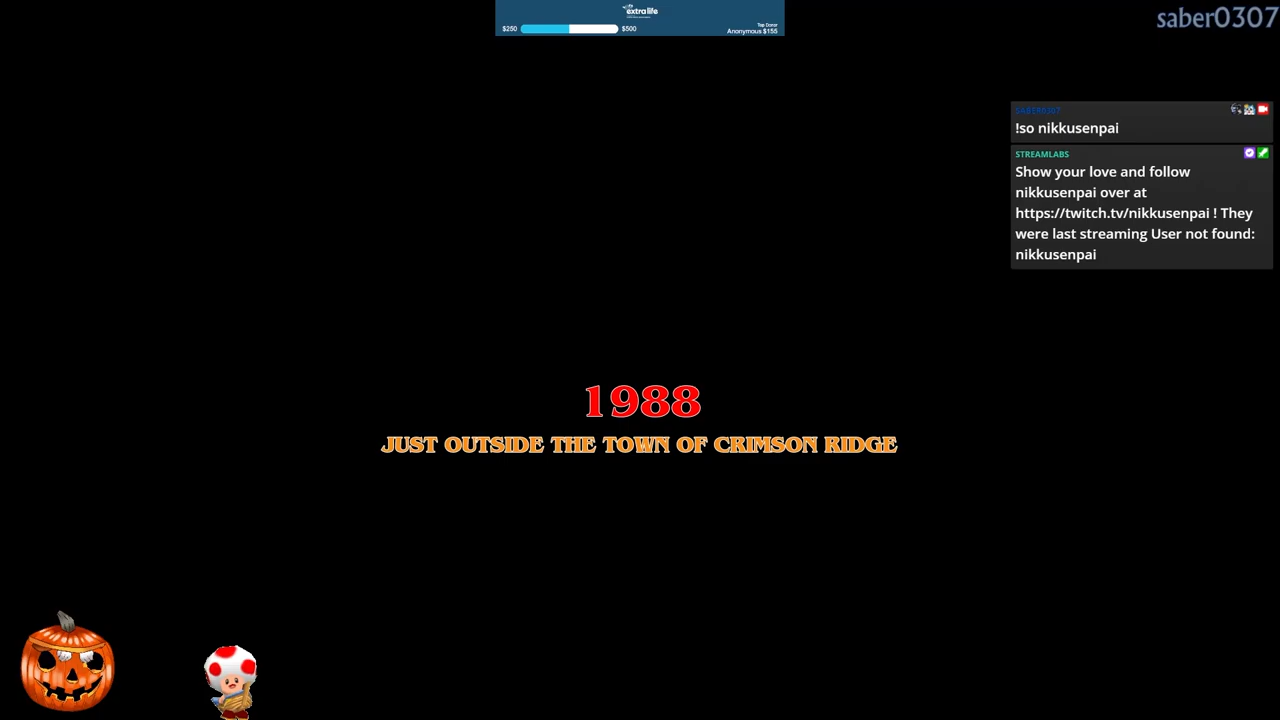 extralife
$250
$500
Top Donor
Anonymous $155
saber0307
SABER0307
!so nikkusenpai
STREAMLABS
Show your love and follow
nikkusenpai over at
https://twitch.tv/nikkusenpai ! They
were last streaming User not found:
nikkusenpai
1988
JUST OUTSIDE THE TOWN OF CRIMSON RIDGE